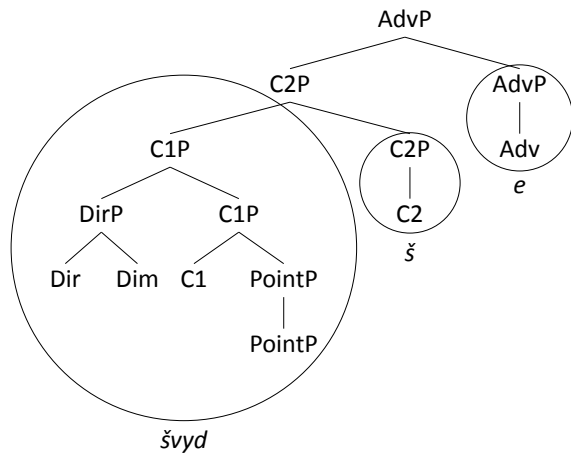 AdvP
C2P AdvP
C1P C2P Adv
e
DirP C1P C2
š
Dir Dim C1 PointP
PointP
švyd